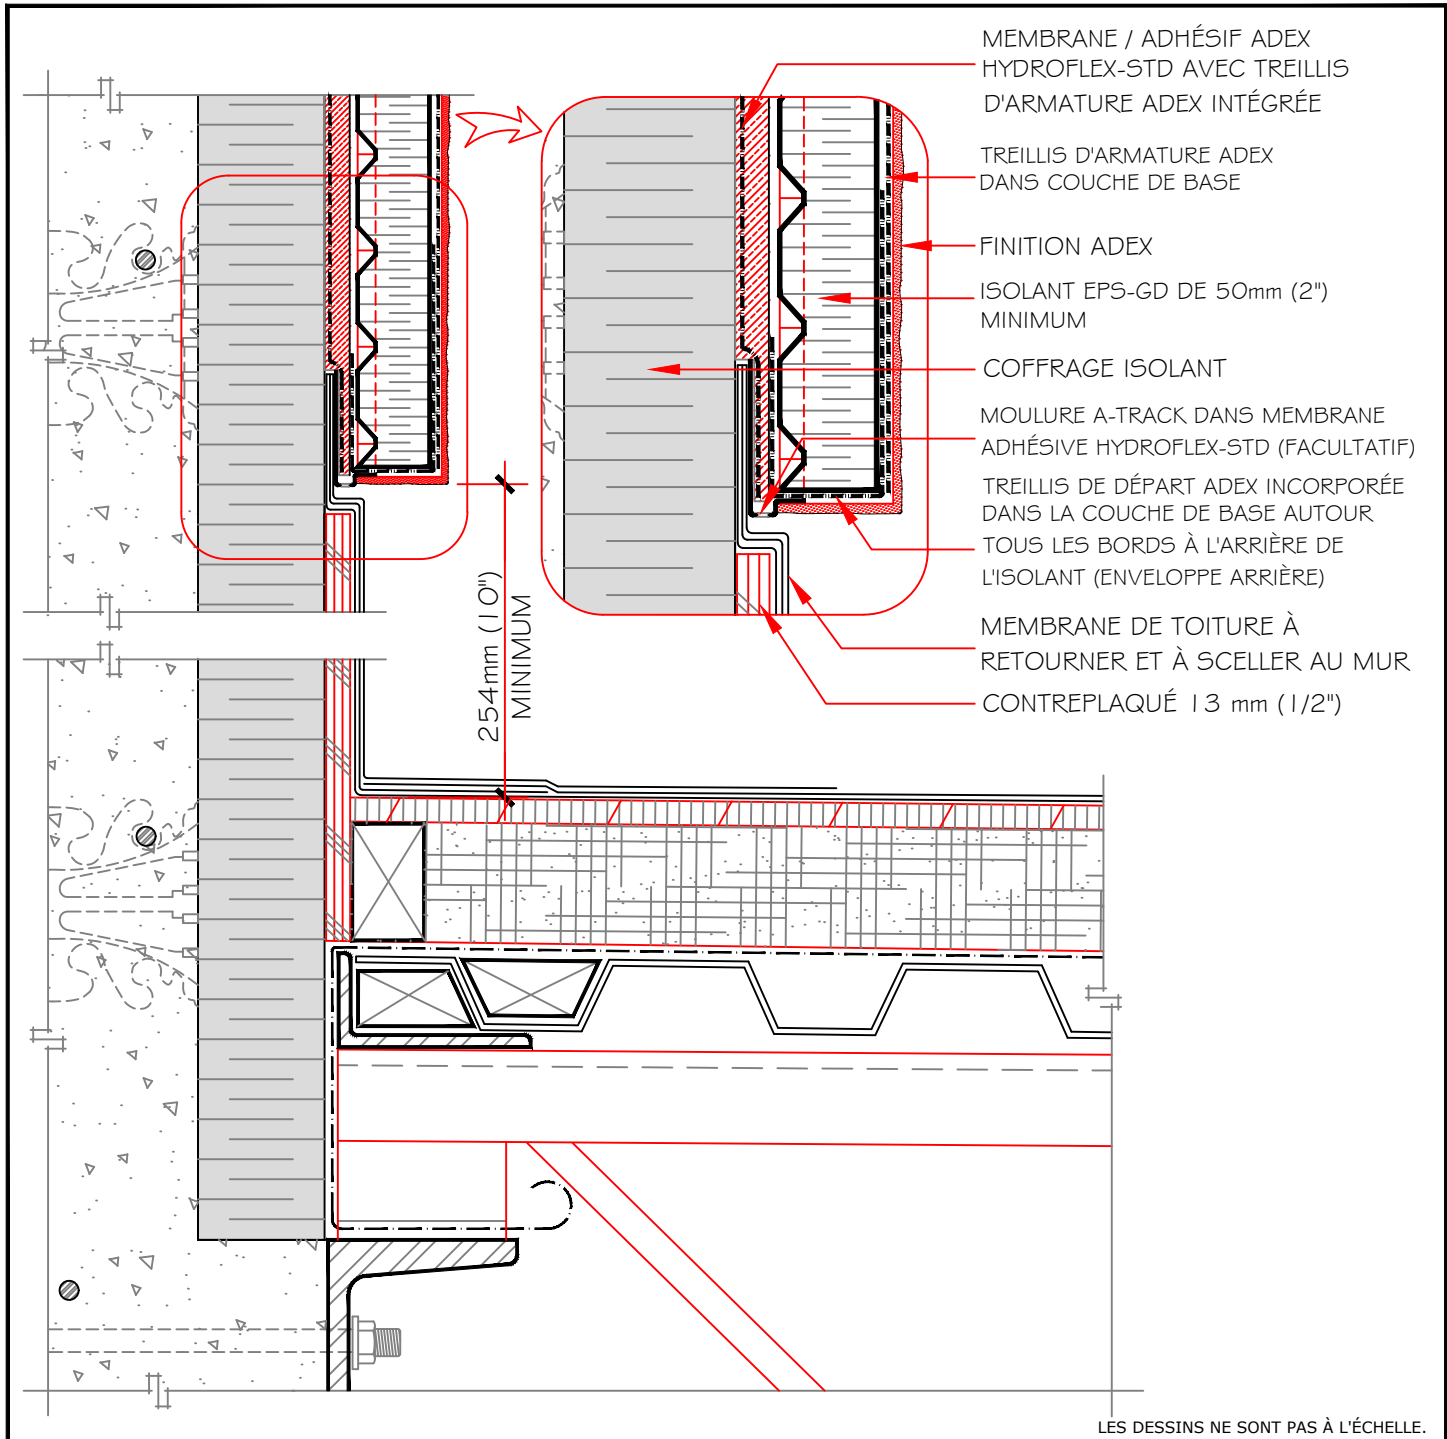 MEMBRANE / ADHÉSIF ADEX
HYDROFLEX-STD AVEC TREILLIS
D'ARMATURE ADEX INTÉGRÉE
TREILLIS D'ARMATURE ADEX
DANS COUCHE DE BASE
FINITION ADEX
ISOLANT EPS-GD DE 50mm (2")
MINIMUM
COFFRAGE ISOLANT
MOULURE A-TRACK DANS MEMBRANE
ADHÉSIVE HYDROFLEX-STD (FACULTATIF)
TREILLIS DE DÉPART ADEX INCORPORÉE
DANS LA COUCHE DE BASE AUTOUR
TOUS LES BORDS À L'ARRIÈRE DE
L'ISOLANT (ENVELOPPE ARRIÈRE)
MEMBRANE DE TOITURE À
RETOURNER ET À SCELLER AU MUR
CONTREPLAQUÉ 13 mm (1/2")
254mm (10")
MINIMUM
LES DESSINS NE SONT PAS À L'ÉCHELLE.